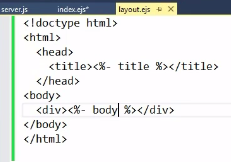 server.js index.ejs* layout.ejs
<!doctype html>
<html>
<head>
<title><%- title %></title>
</head>
<body>
<div><%- body %></div>
</body>
</html>